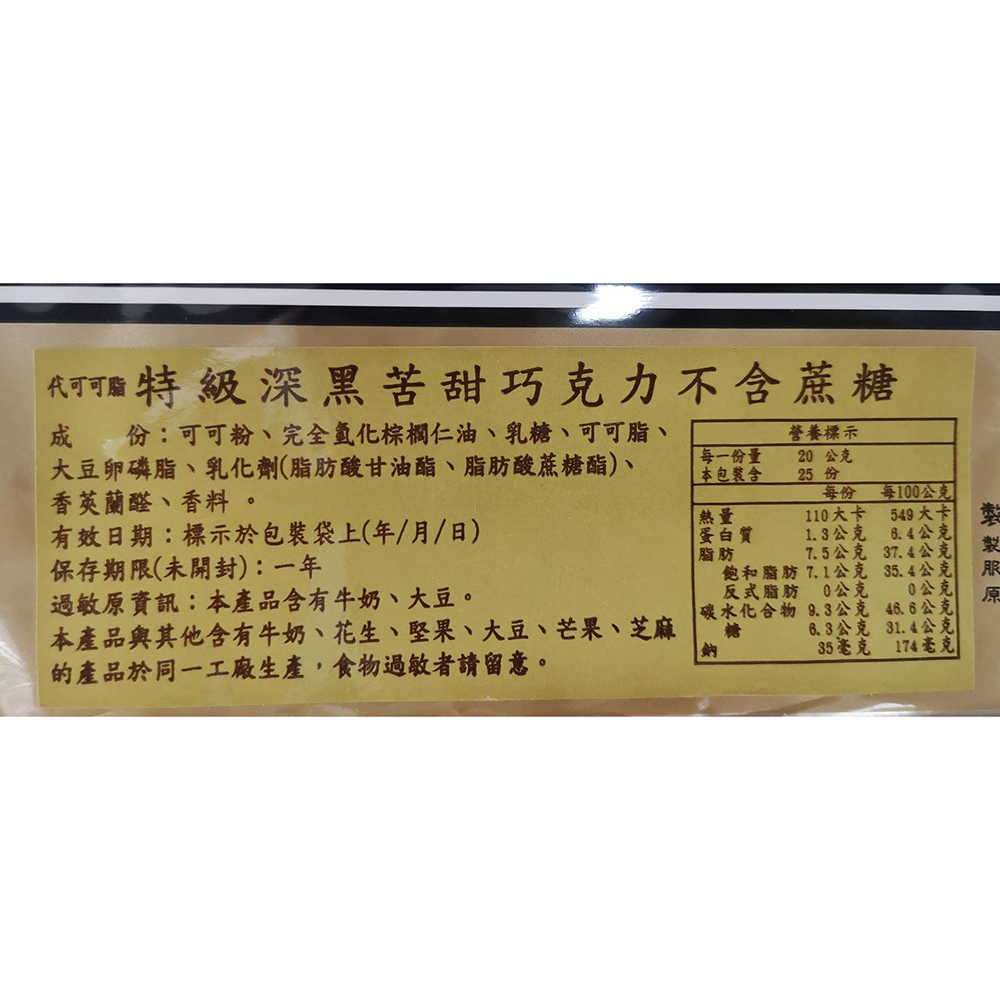 代可可脂 特級深黑苦甜巧克力不含蔗糖
成　　份：可可粉、完全氫化棕櫚仁油、乳糖、可可脂、
大豆卵磷脂、乳化劑(脂肪酸甘油酯、脂肪酸蔗糖酯)、
香莢蘭醛、香料 。
有效日期：標示於包裝袋上(年/月/日)
保存期限(未開封)：一年
過敏原資訊：本產品含有牛奶、大豆。
本產品與其他含有牛奶、花生、堅果、大豆、芒果、芝麻
的產品於同一工廠生產，食物過敏者請留意。
營養標示
每一份量 20 公克
本包裝含 25 份
每份 每100公克
熱量 110大卡 549大卡
蛋白質 1.3公克 6.4公克
脂肪 7.5公克 37.4公克
飽和脂肪 7.1公克 35.4公克
反式脂肪 0公克 0公克
碳水化合物 9.3公克 46.6公克
糖 6.3公克 31.4公克
鈉 35毫克 174毫克
製
製
服
原